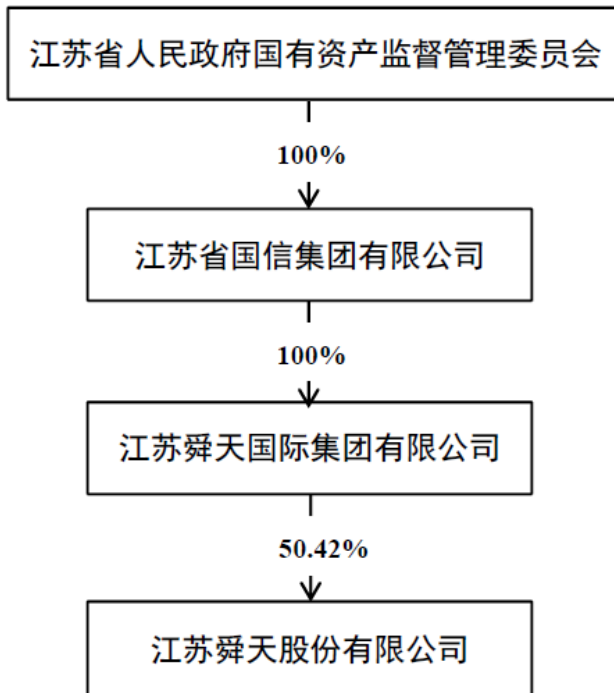 江苏省人民政府国有资产监督管理委员会
100%
江苏省国信集团有限公司
100%
江苏舜天国际集团有限公司
50.42%
江苏舜天股份有限公司